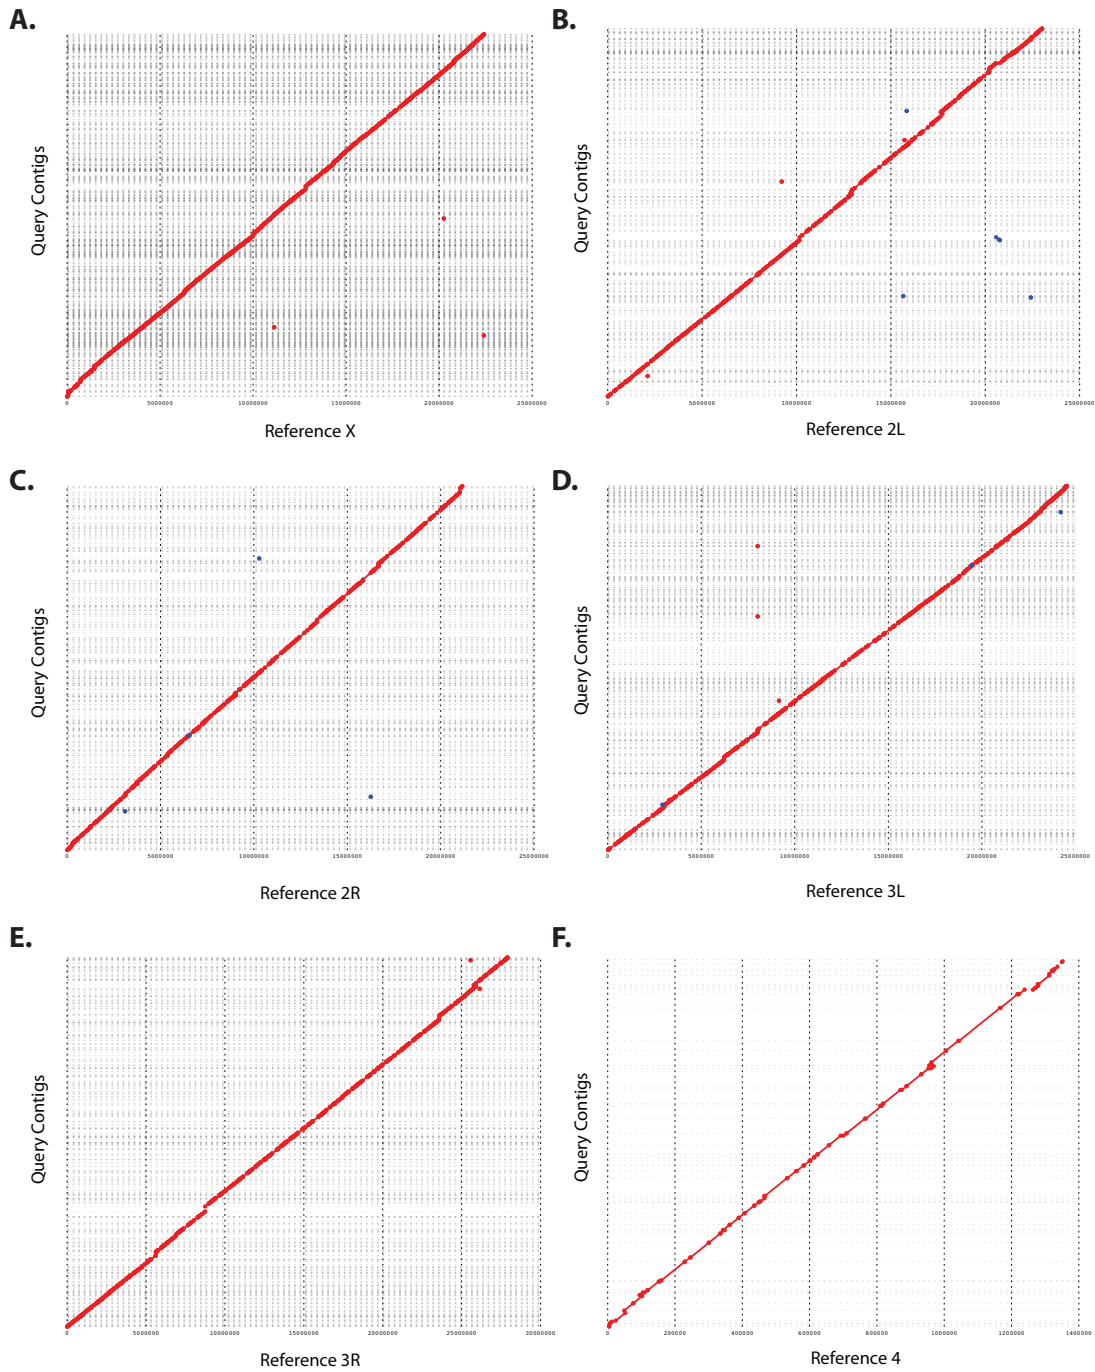 A.
B.
Query Contigs
Query Contigs
0 5000000 10000000 15000000 20000000 25000000
0 5000000 10000000 15000000 20000000 25000000
Reference X
Reference 2L
C.
D.
Query Contigs
Query Contigs
0 5000000 10000000 15000000 20000000 25000000
0 5000000 10000000 15000000 20000000 25000000
Reference 2R
Reference 3L
E.
F.
Query Contigs
Query Contigs
0 5000000 10000000 15000000 20000000 25000000 30000000
0 200000 400000 600000 800000 1000000 1200000 1400000
Reference 3R
Reference 4